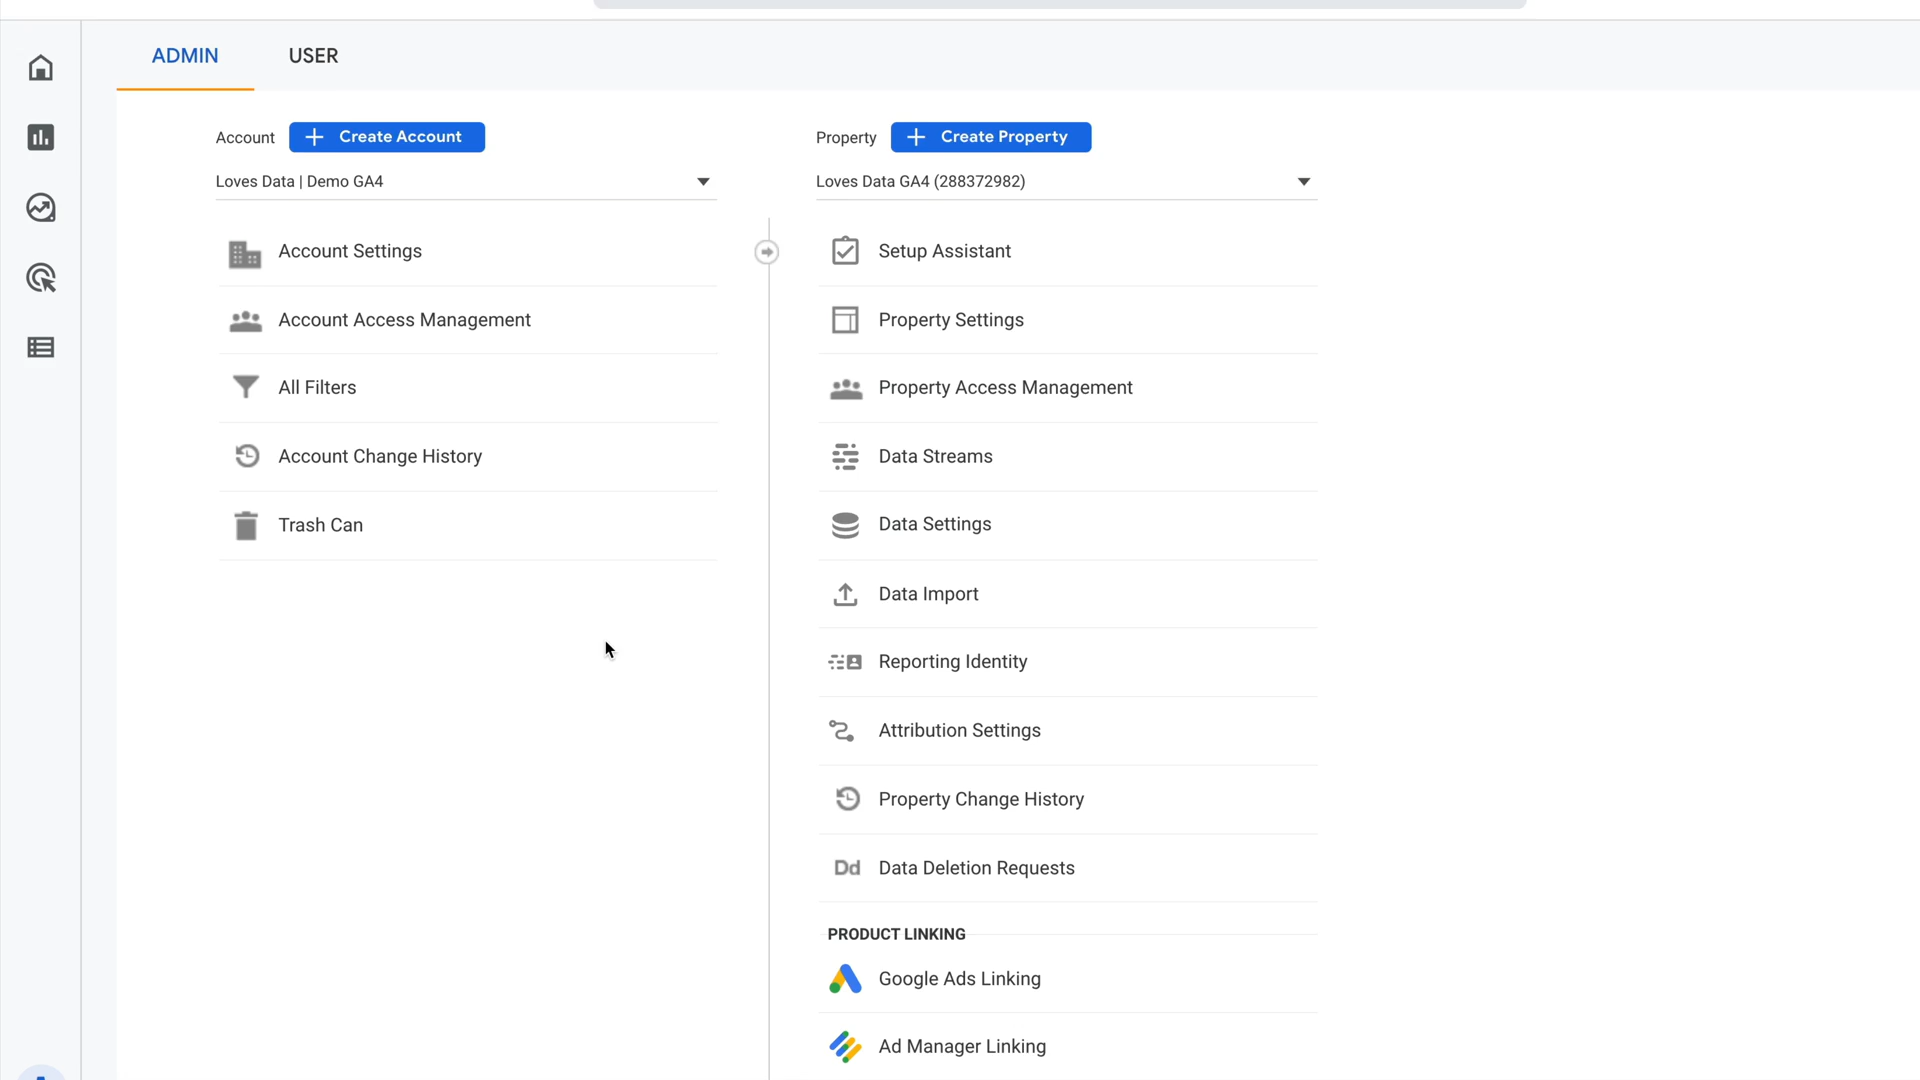 ADMIN
USER
Account
Create Account
Loves Data | Demo GA4
Account Settings
Account Access Management
All Filters
Account Change History
Trash Can
Property
Create Property
Loves Data GA4 (288372982)
Setup Assistant
Property Settings
Property Access Management
Data Streams
Data Settings
Data Import
Reporting Identity
Attribution Settings
Property Change History
Dd Data Deletion Requests
PRODUCT LINKING
Google Ads Linking
Ad Manager Linking